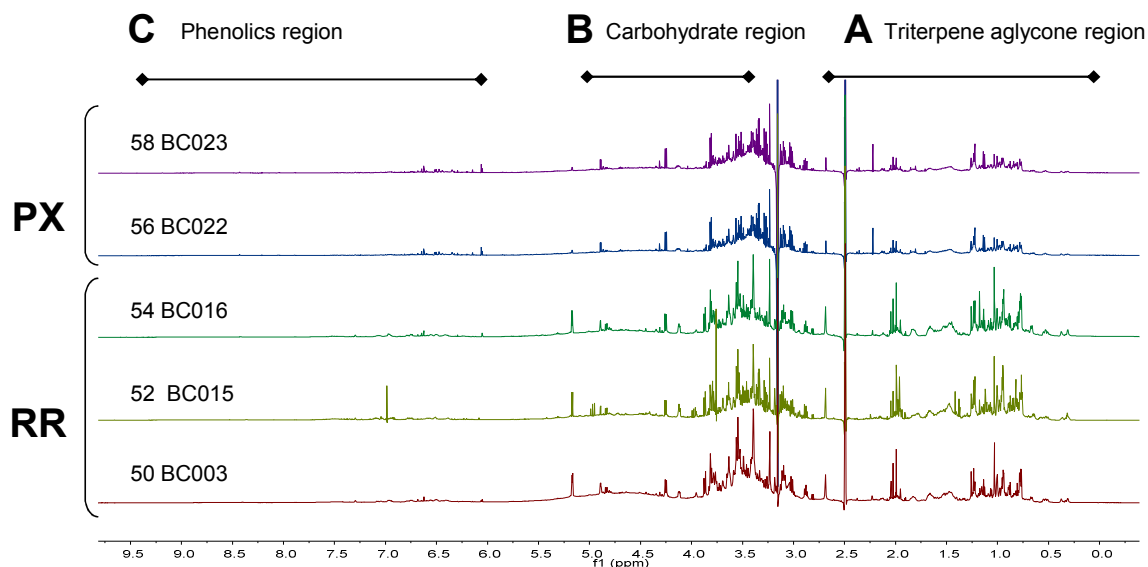 C Phenolics region B Carbohydrate region A Triterpene aglycone region
58 BC023
PX
56 BC022
54 BC016
52 BC015
RR
50 BC003
9.5 9.0 8.5 8.0 7.5 7.0 6.5 6.0 5.5 5.0 4.5 4.0 3.5 3.0 2.5 2.0 1.5 1.0 0.5 0.0
f1 (ppm)